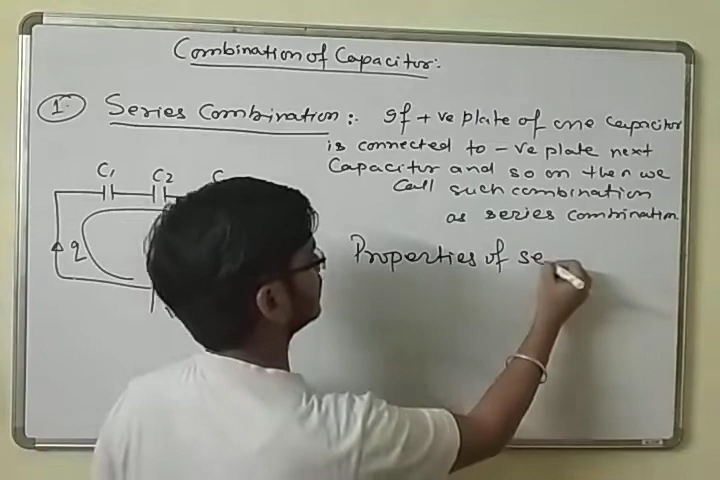 Combination of Capacitor:
1. Series Combination:. If +ve plate of one capacitor
is connected to -ve plate next
Capacitor and so on then we
Call such combination
as series combination
C1 C2 C
q
Properties of se